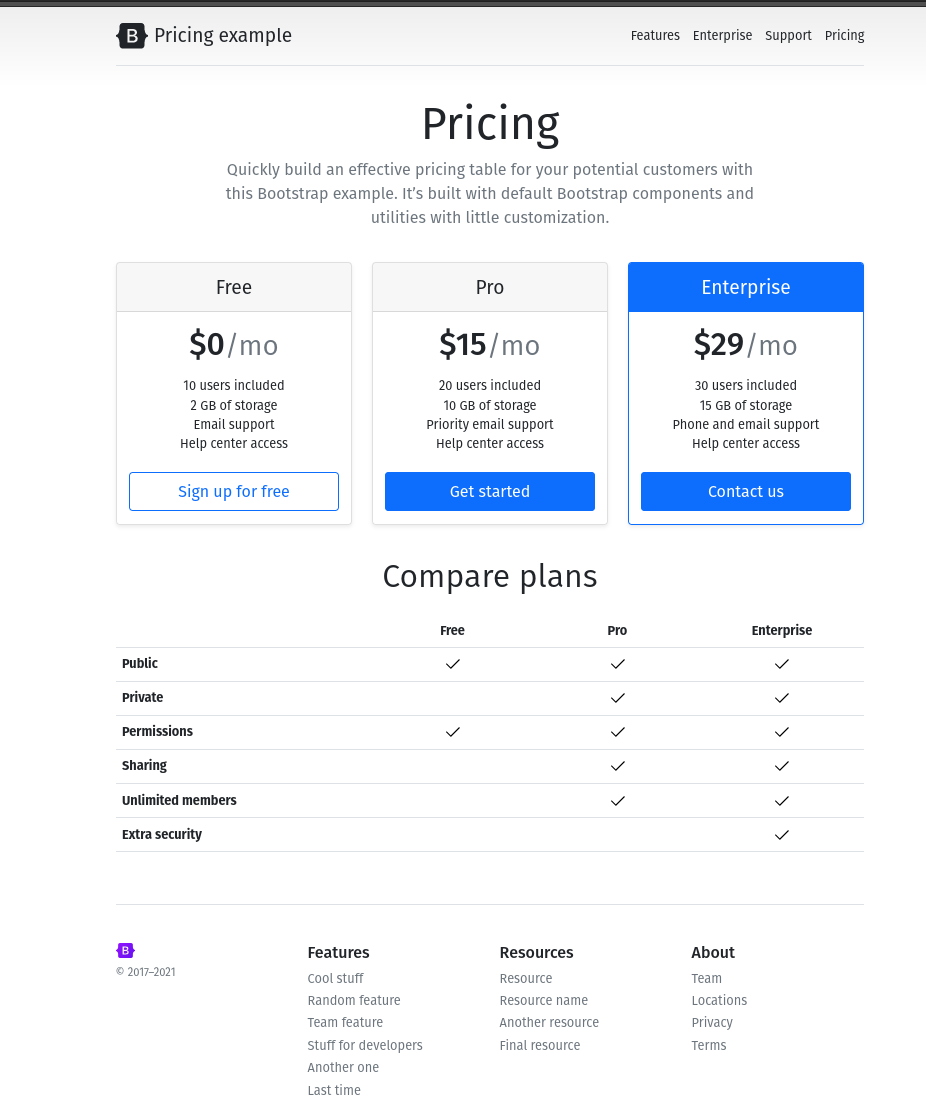 B Pricing example
Features Enterprise Support Pricing
Pricing
Quickly build an effective pricing table for your potential customers with
this Bootstrap example. It’s built with default Bootstrap components and
utilities with little customization.
Free
$0/mo
10 users included
2 GB of storage
Email support
Help center access
Sign up for free
Pro
$15/mo
20 users included
10 GB of storage
Priority email support
Help center access
Get started
Enterprise
$29/mo
30 users included
15 GB of storage
Phone and email support
Help center access
Contact us
Compare plans
Free Pro Enterprise
Public
Private
Permissions
Sharing
Unlimited members
Extra security
B
© 2017–2021
Features
Cool stuff
Random feature
Team feature
Stuff for developers
Another one
Last time
Resources
Resource
Resource name
Another resource
Final resource
About
Team
Locations
Privacy
Terms